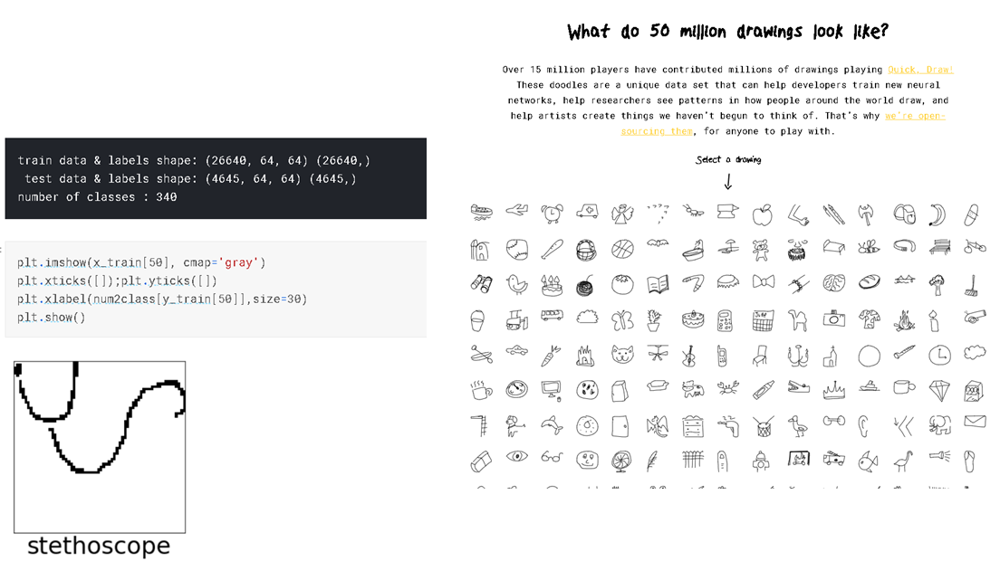 train data & labels shape: (26640, 64, 64) (26640,)
test data & labels shape: (4645, 64, 64) (4645,)
number of classes : 340
plt.imshow(x_train[50], cmap='gray')
plt.xticks([]);plt.yticks([])
plt.xlabel(num2class[y_train[50]],size=30)
plt.show()
stethoscope
What do 50 million drawings look like?
Over 15 million players have contributed millions of drawings playing Quick, Draw!
These doodles are a unique data set that can help developers train new neural
networks, help researchers see patterns in how people around the world draw, and
help artists create things we haven't begun to think of. That's why we're open-
sourcing them, for anyone to play with.
Select a drawing